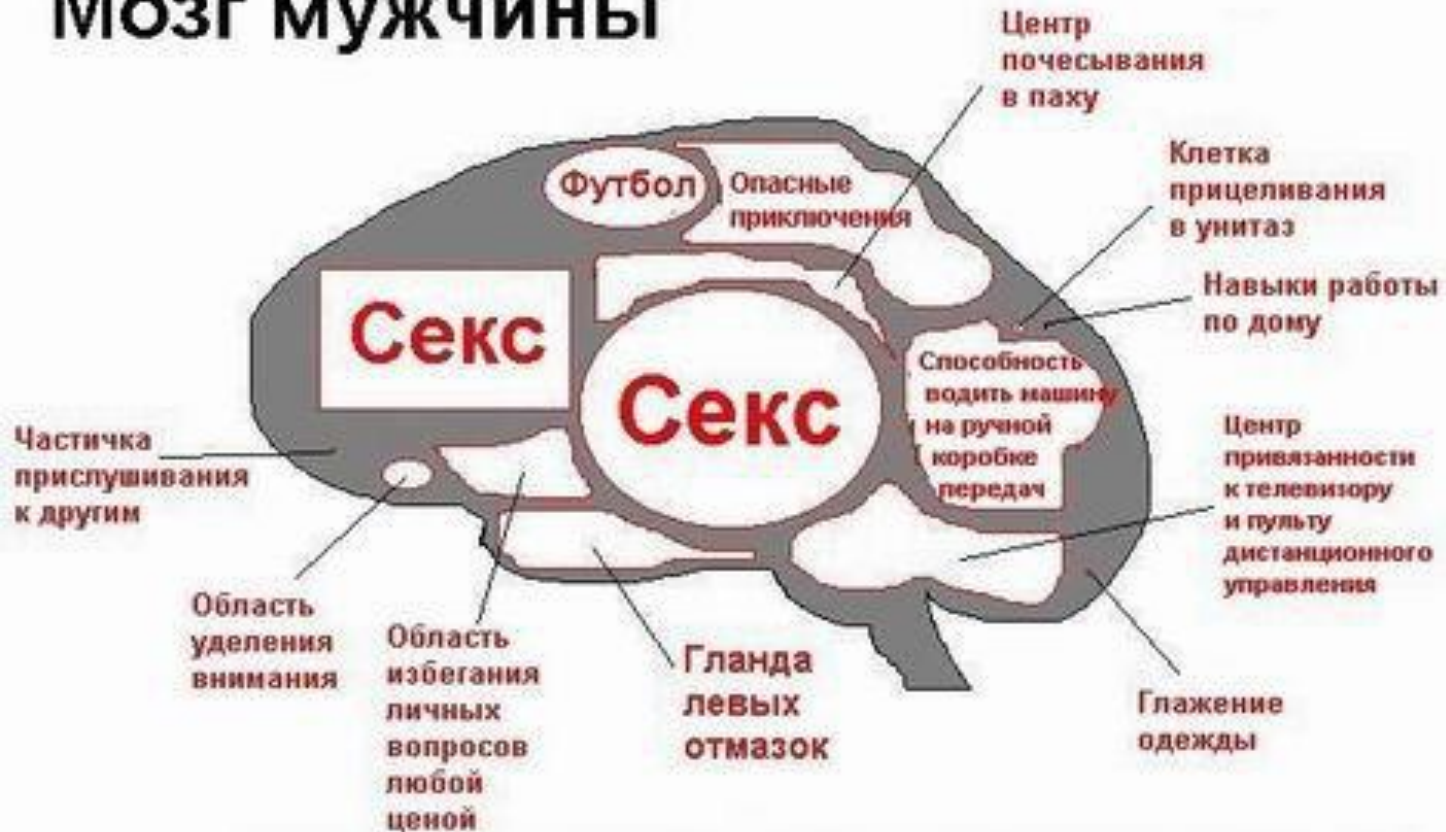 Мозг мужчины
Центр
почесывания
в паху
Клетка
прицеливания
в унитаз
Навыки работы
по дому
Футбол
Опасные
приключения
Секс
Секс
Способность
водить машину
на ручной
коробке
передач
Центр
привязанности
к телевизору
и пульту
дистанционного
управления
Частичка
прислушивания
к другим
Область
уделения
внимания
Область
избегания
личных
вопросов
любой
ценой
Гланда
левых
отмазок
Глажение
одежды